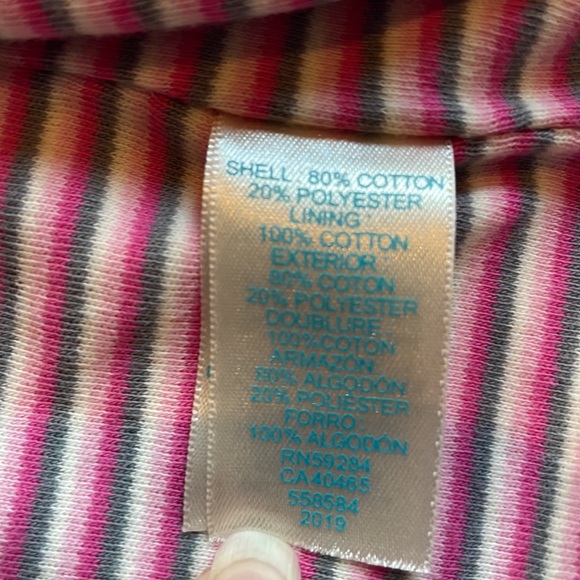 SHELL : 80% COTTON
20% POLYESTER
LINING :
100% COTTON
EXTERIOR :
80% COTON
20% POLYESTER
DOUBLURE :
100%COTON
ARMAZÓN :
80% ALGODÓN
20% POLIÉSTER
FORRO :
100% ALGODÓN
RN59284
CA40465
558584
2019